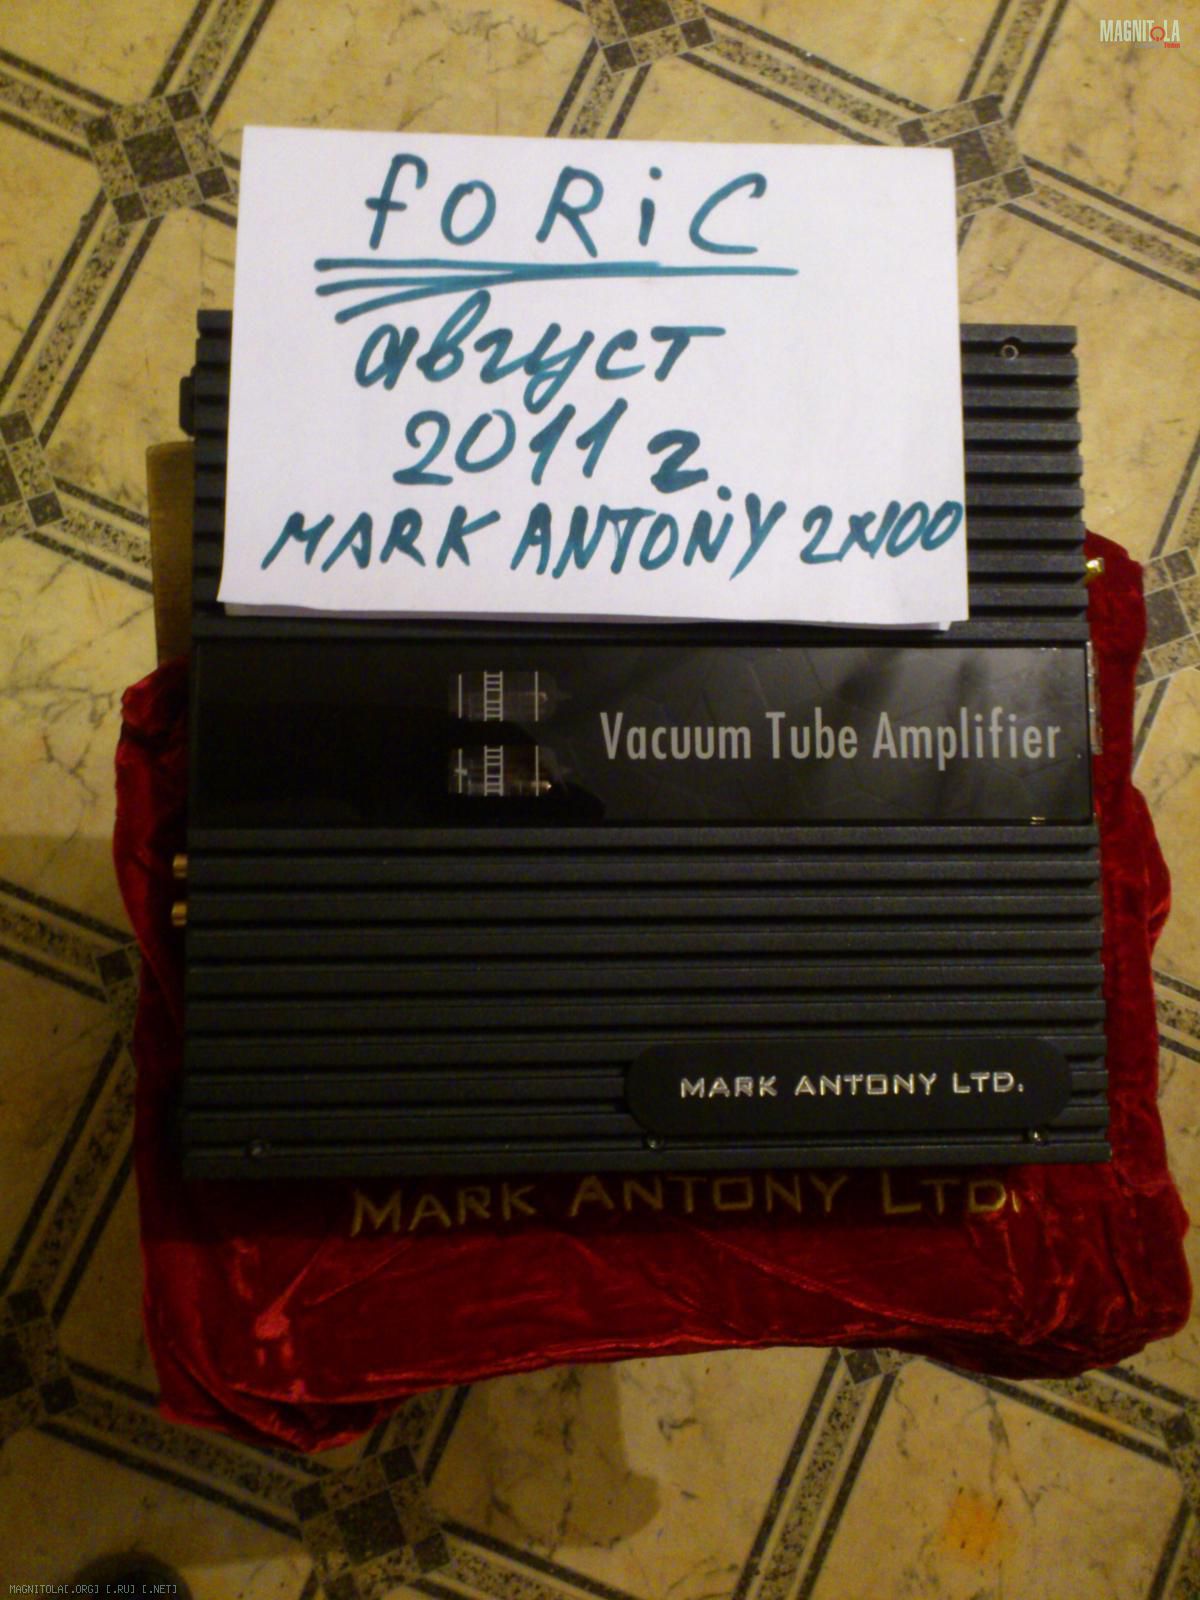 MAGNITOLA
Team
foRiC
август
2011 г.
MARK ANTONY 2x100
Vacuum Tube Amplifier
MARK ANTONY LTD.
MARK ANTONY LTD.
MAGNITOLA[.ORG] [.RU] [.NET]